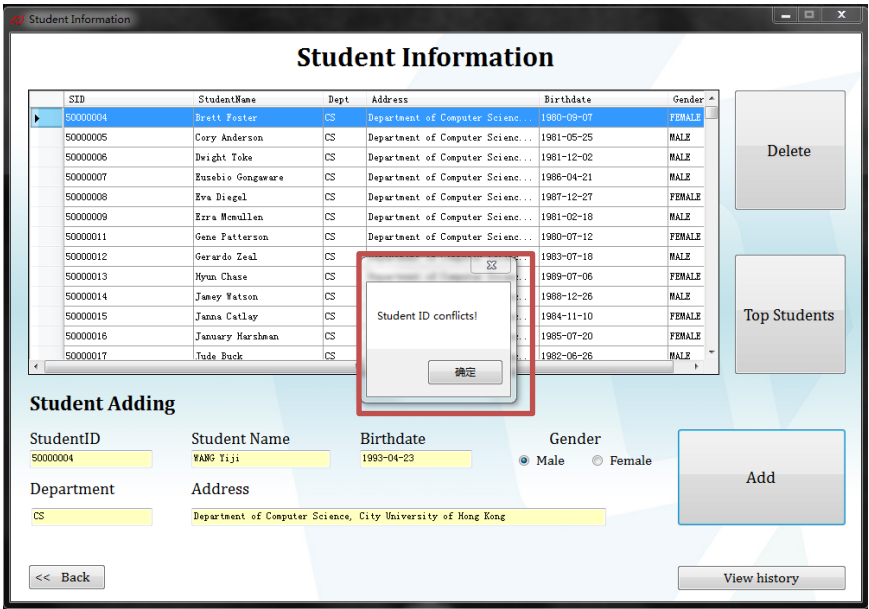 Student Information
Student Information
SID StudentName Dept Address Birthdate Gender
50000004 Brett Foster CS Department of Computer Scienc... 1980-09-07 FEMALE
50000005 Cory Anderson CS Department of Computer Scienc... 1981-05-25 MALE
50000006 Dwight Toke CS Department of Computer Scienc... 1981-12-02 MALE
50000007 Eusebio Gongaware CS Department of Computer Scienc... 1986-04-21 MALE
50000008 Eva Diegel CS Department of Computer Scienc... 1987-12-27 FEMALE
50000009 Ezra Mcmullen CS Department of Computer Scienc... 1981-02-18 MALE
50000011 Gene Patterson CS Department of Computer Scienc... 1980-07-12 FEMALE
50000012 Gerardo Zeal CS 1983-07-18 MALE
50000013 Hyun Chase CS 1989-07-06 FEMALE
50000014 Jamey Watson CS 1988-12-26 MALE
50000015 Janna Catlay CS 1984-11-10 FEMALE
50000016 January Harshman CS 1985-07-20 FEMALE
50000017 Jude Buck CS 1982-06-26 MALE
Delete
Top Students
Student ID conflicts!
确定
Student Adding
StudentID Student Name Birthdate Gender
50000004 WANG Yiji 1993-04-23 Male Female
Department Address
CS Department of Computer Science, City University of Hong Kong
Add
<< Back
View history